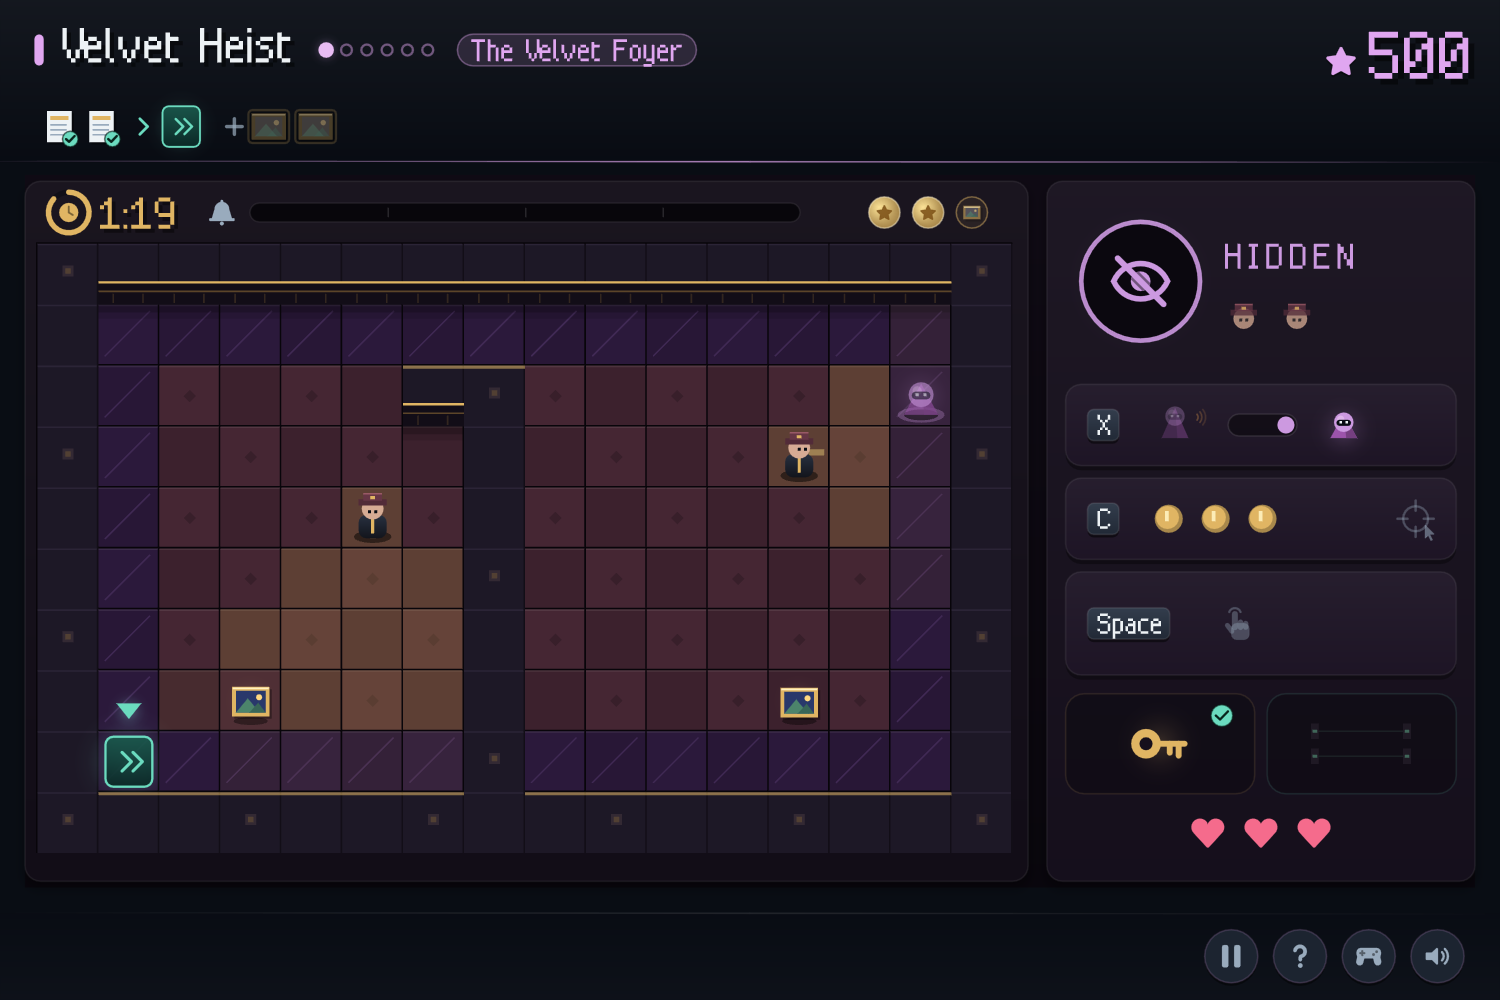 Velvet Heist
The Velvet Foyer
500
1:19
HIDDEN
X
C
Space
?